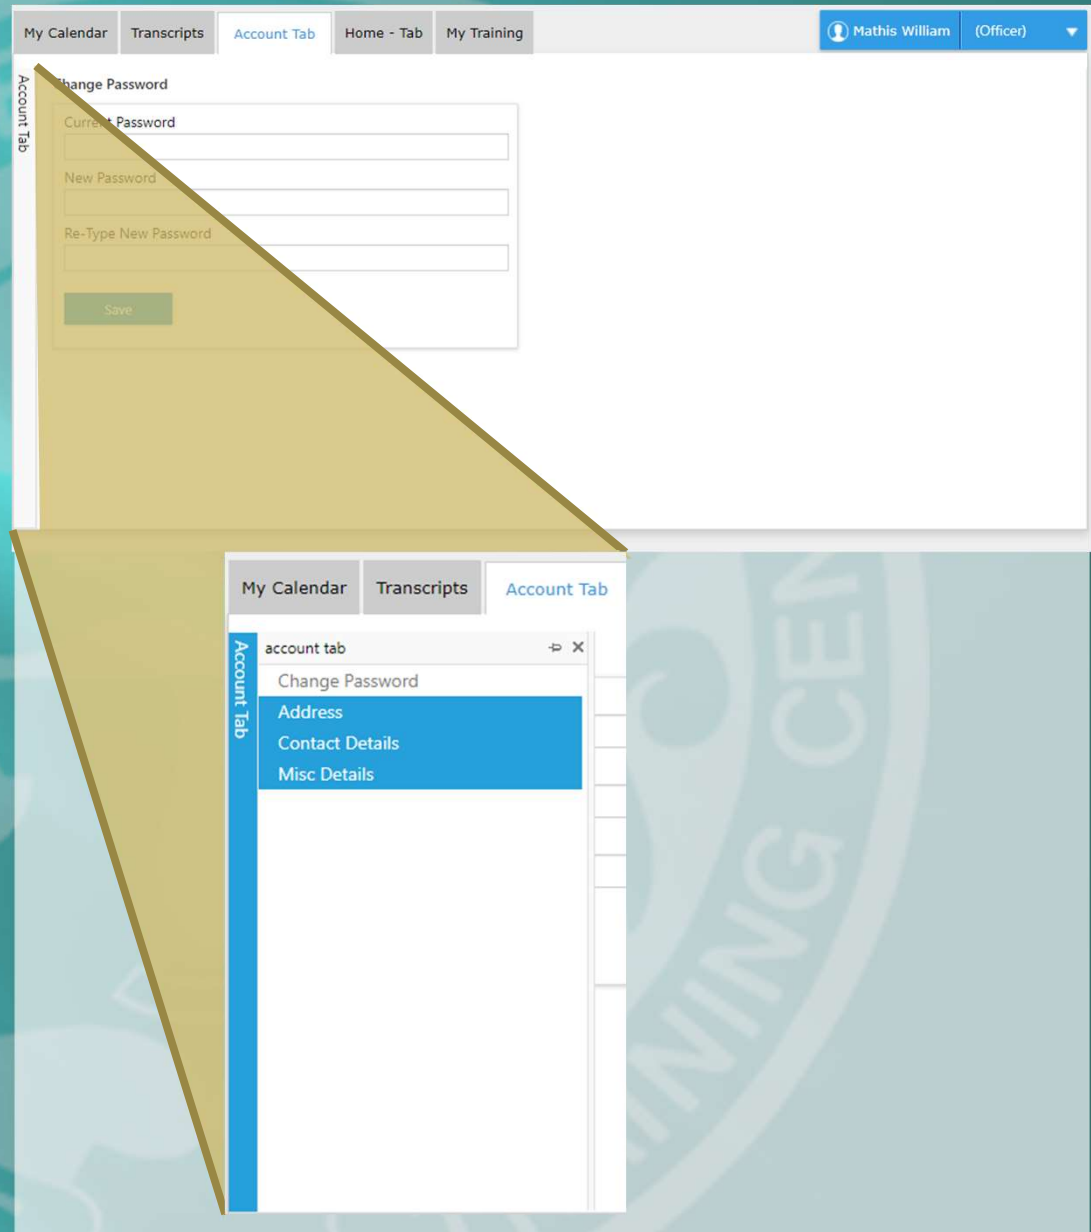 My Calendar Transcripts Account Tab Home - Tab My Training
Mathis William (Officer)
Account Tab
Change Password
Current Password
New Password
Re-Type New Password
Save
My Calendar Transcripts Account Tab
Account Tab
account tab
Change Password
Address
Contact Details
Misc Details